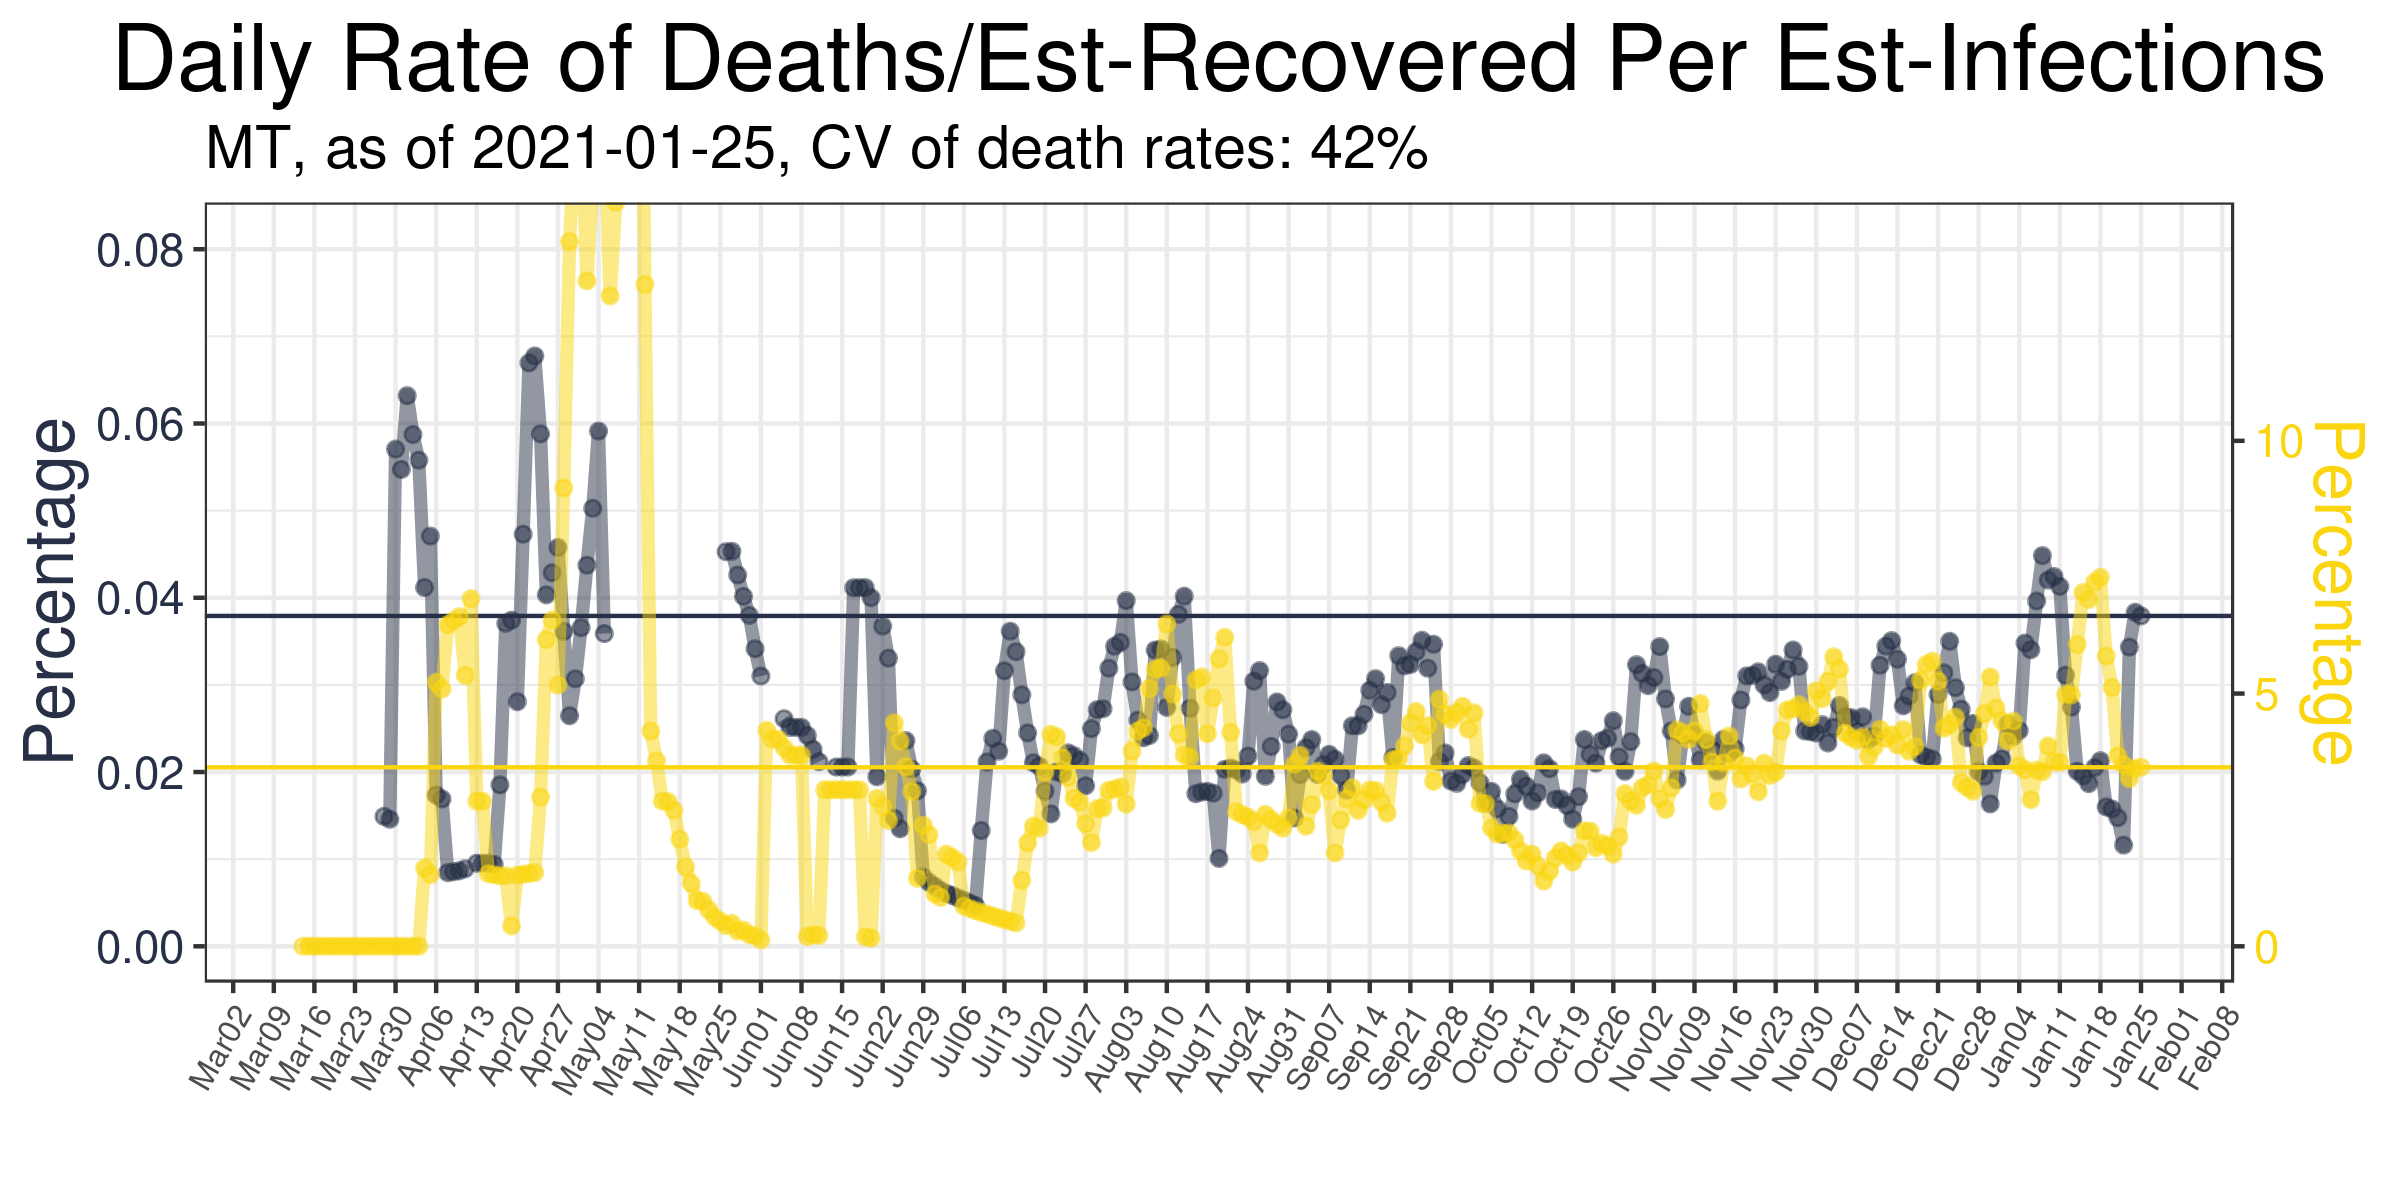 Daily Rate of Deaths/Est-Recovered Per Est-Infections
MT, as of 2021-01-25, CV of death rates: 42%
Percentage
0.08
0.06
0.04
0.02
0.00
10
5
0
Percentage
Mar02 Mar09 Mar16 Mar23 Mar30 Apr06 Apr13 Apr20 Apr27 May04 May11 May18 May25 Jun01 Jun08 Jun15 Jun22 Jun29 Jul06 Jul13 Jul20 Jul27 Aug03 Aug10 Aug17 Aug24 Aug31 Sep07 Sep14 Sep21 Sep28 Oct05 Oct12 Oct19 Oct26 Nov02 Nov09 Nov16 Nov23 Nov30 Dec07 Dec14 Dec21 Dec28 Jan04 Jan11 Jan18 Jan25 Feb01 Feb08